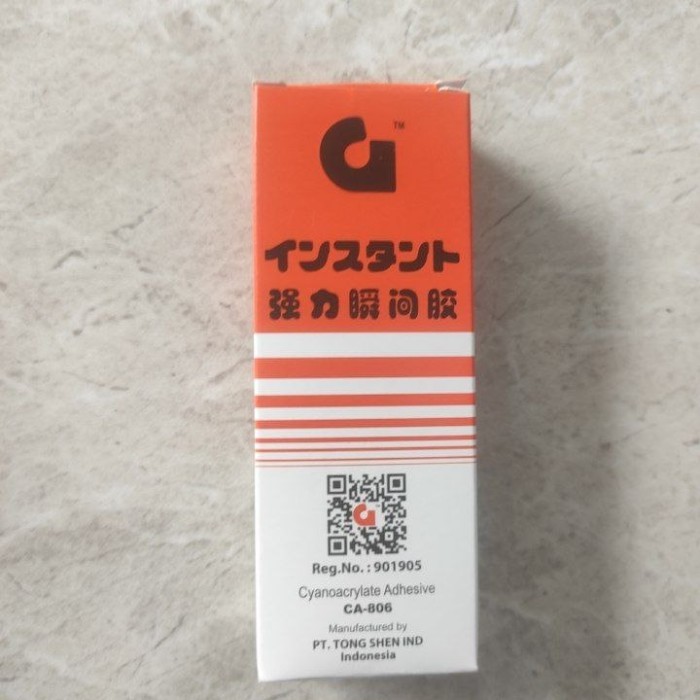 TM
インスタント
强力瞬间胶
Reg.No. : 901905
Cyanoacrylate Adhesive
CA-806
Manufactured by
PT. TONG SHEN IND
Indonesia